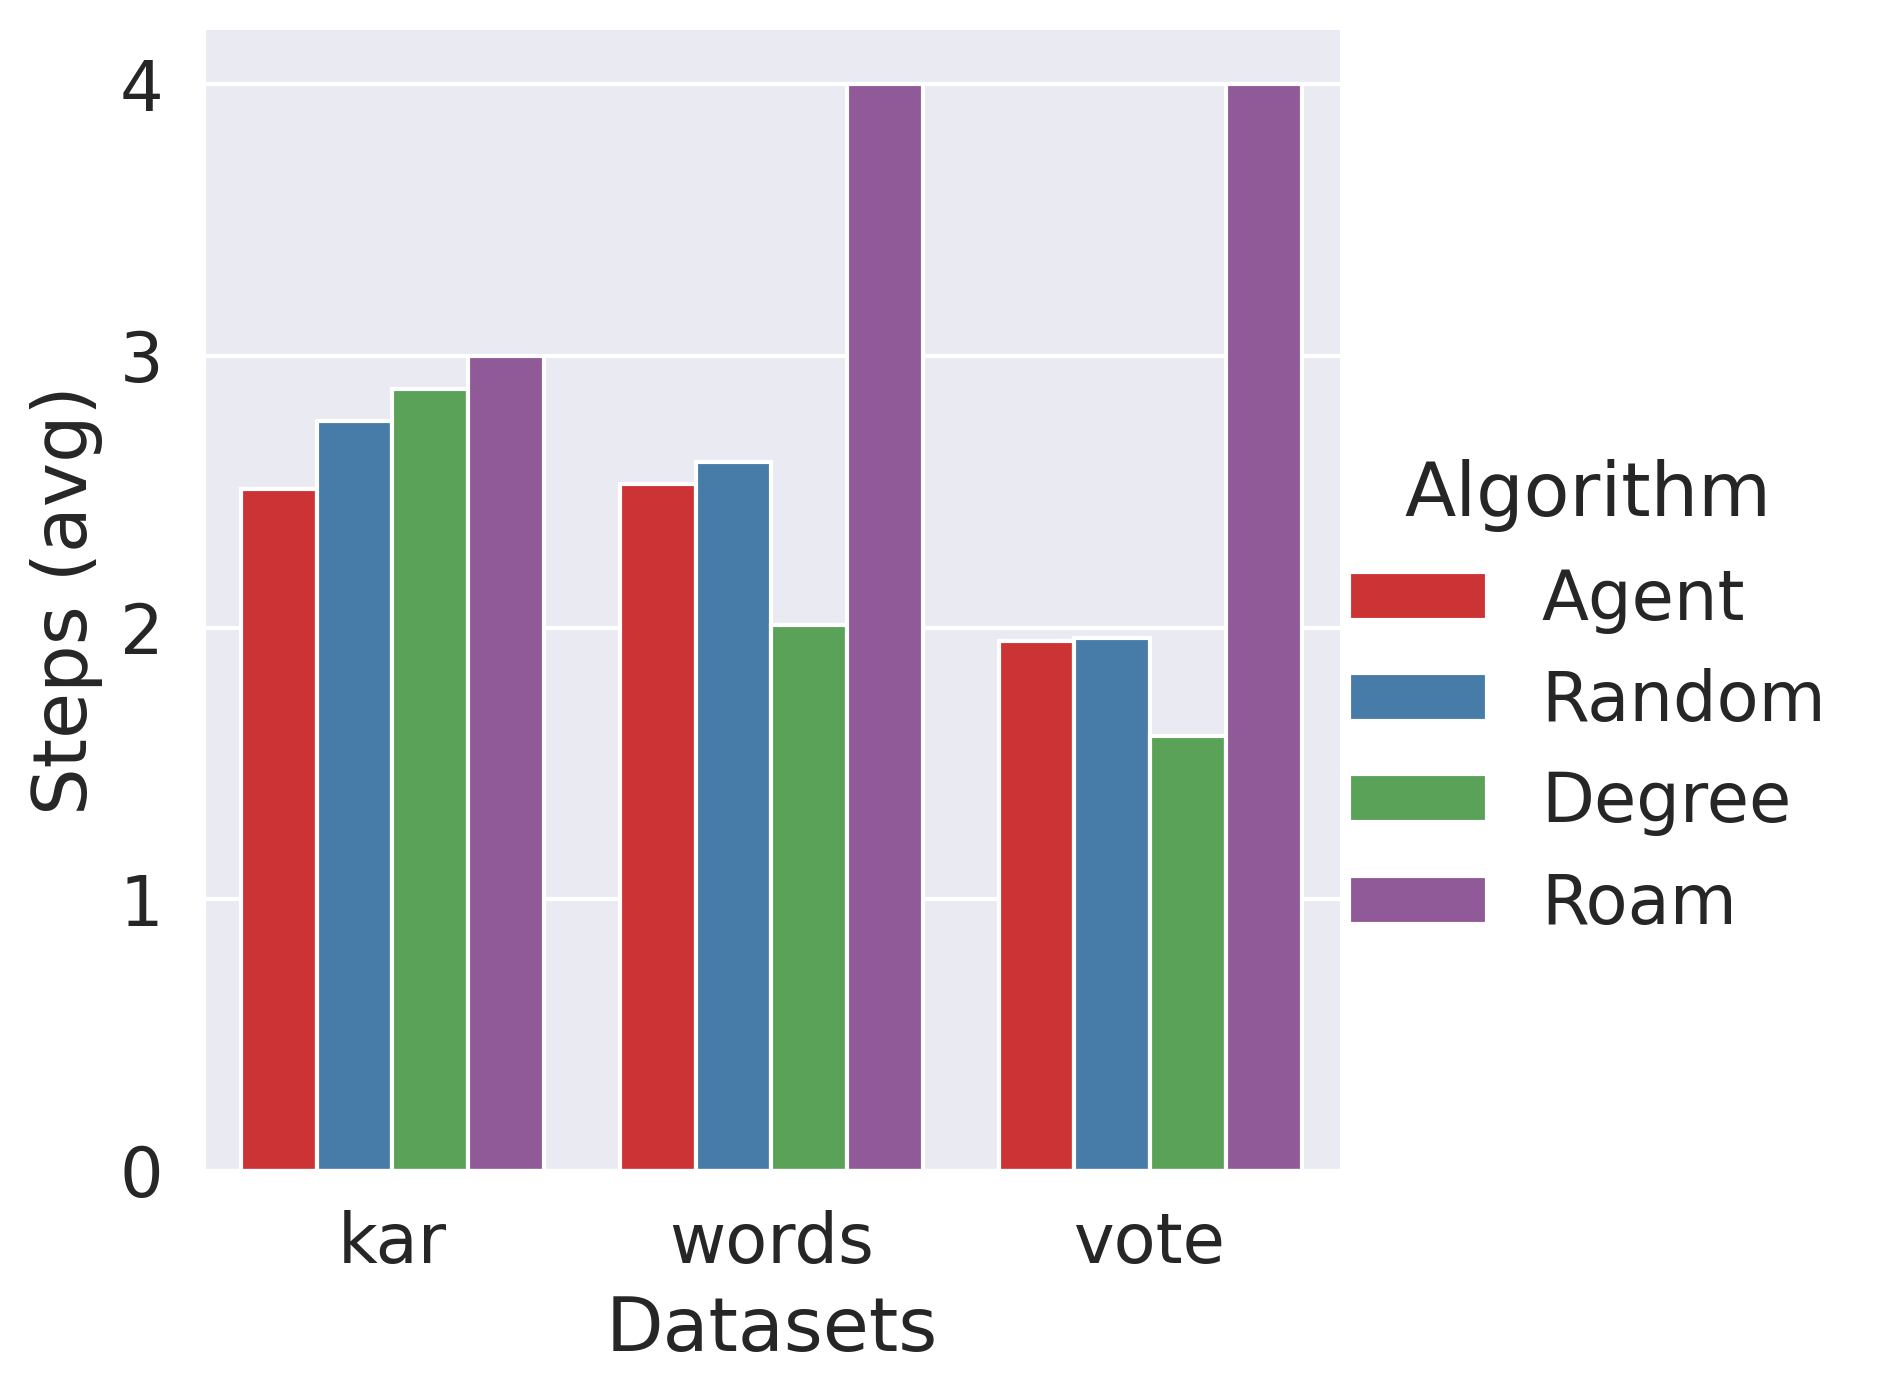 4
3
2
1
0
Steps (avg)
kar words vote
Datasets
Algorithm
Agent
Random
Degree
Roam